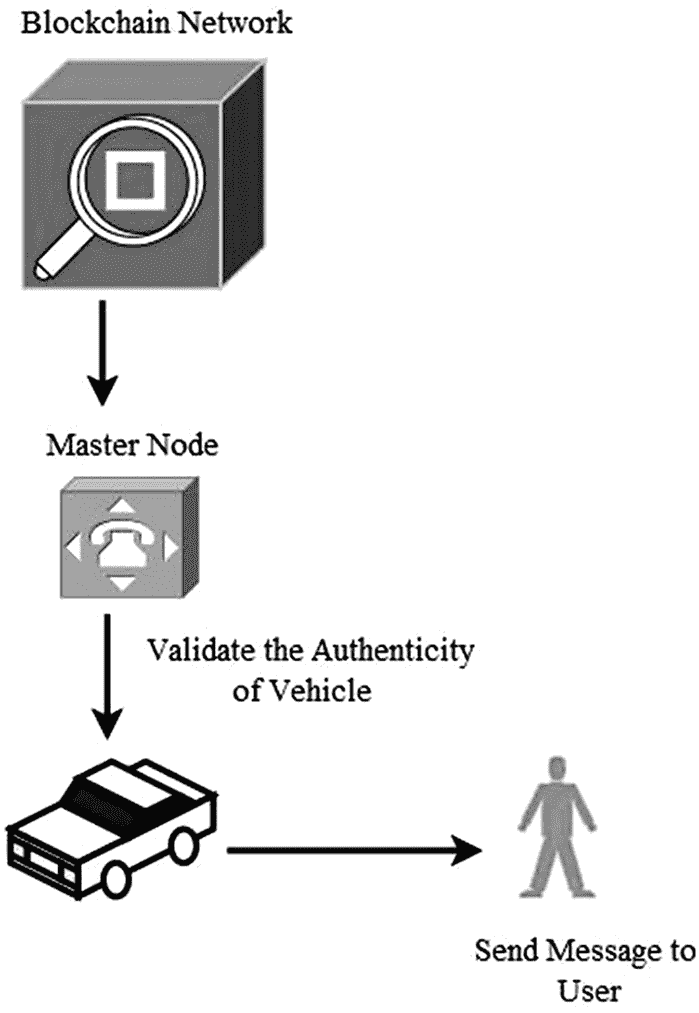 Blockchain Network
Master Node
Validate the Authenticity
of Vehicle
Send Message to
User